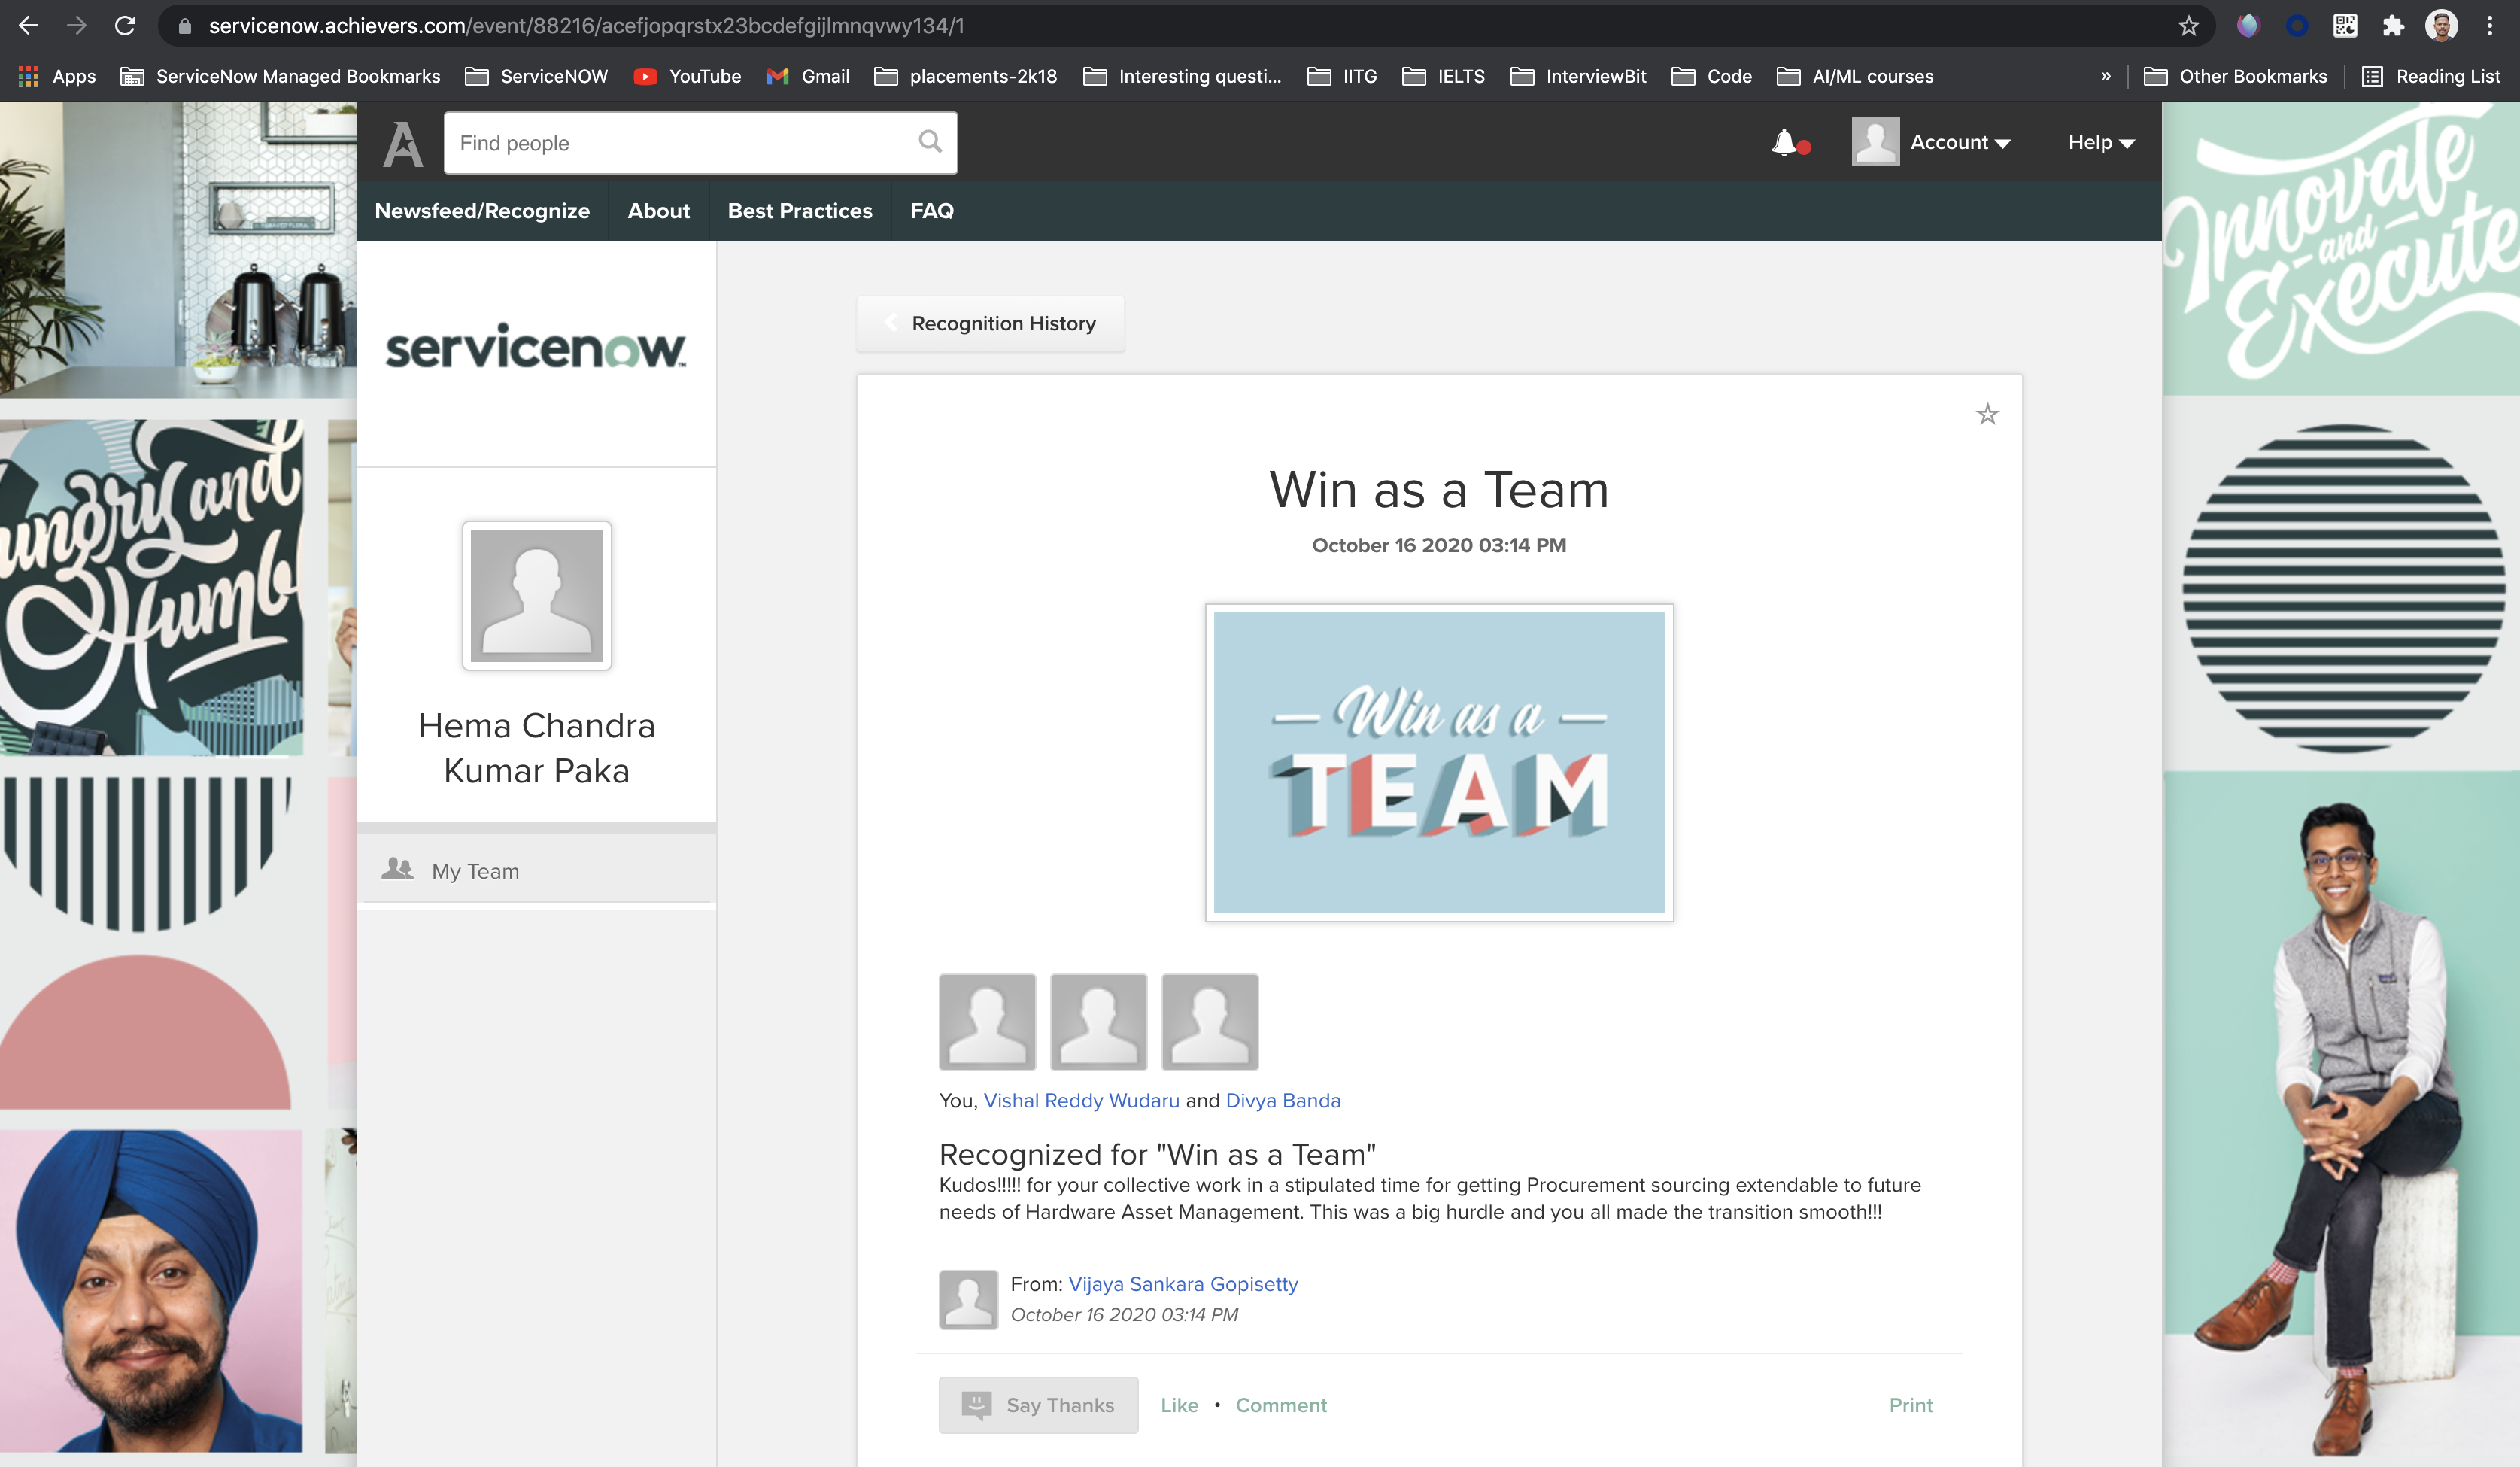 servicenow.achievers.com/event/88216/acefjopqrstx23bcdefgijlmnqvwy134/1
Apps ServiceNow Managed Bookmarks ServiceNOW YouTube Gmail placements-2k18 Interesting questi... IITG IELTS InterviewBit Code AI/ML courses » Other Bookmarks Reading List
Find people
Account
Help
Newsfeed/Recognize About Best Practices FAQ
servicenow™
Hema Chandra
Kumar Paka
My Team
Recognition History
Win as a Team
October 16 2020 03:14 PM
Win as a
TEAM
You, Vishal Reddy Wudaru and Divya Banda
Recognized for "Win as a Team"
Kudos!!!!! for your collective work in a stipulated time for getting Procurement sourcing extendable to future
needs of Hardware Asset Management. This was a big hurdle and you all made the transition smooth!!!
From: Vijaya Sankara Gopisetty
October 16 2020 03:14 PM
Say Thanks Like • Comment Print
and
Innovate
and
Execute